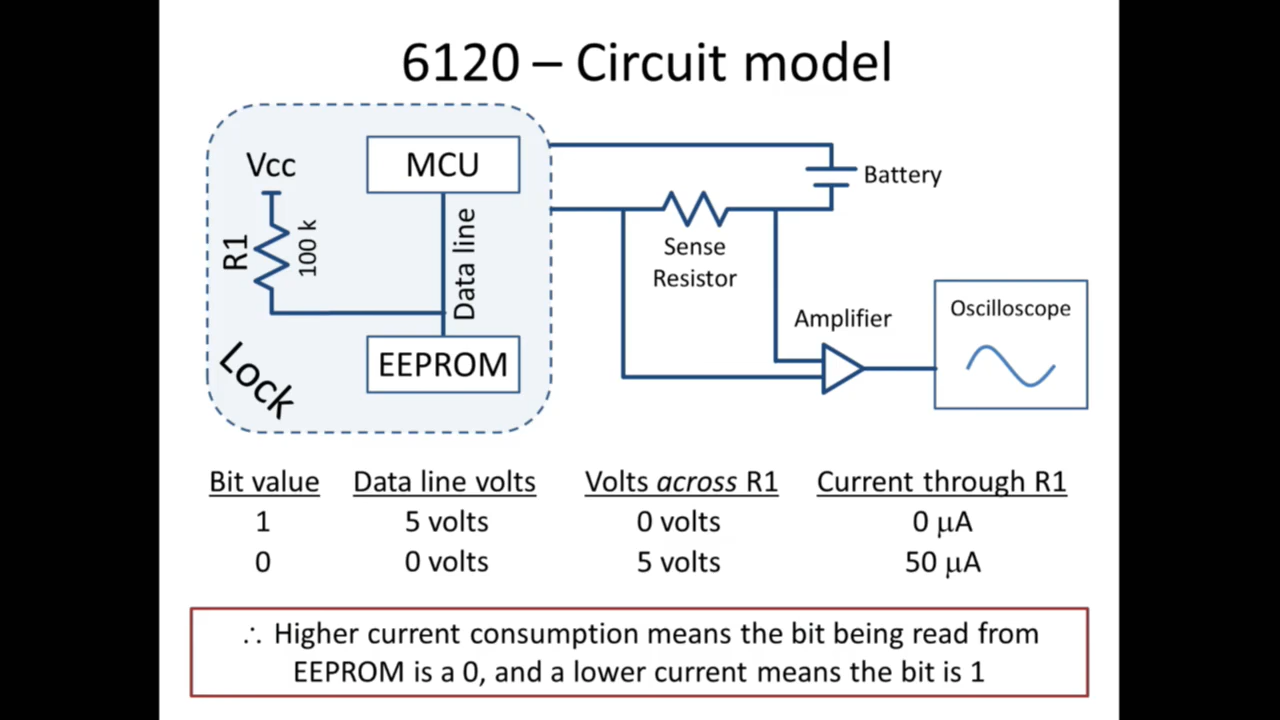 6120 – Circuit model
Vcc
R1
100 k
MCU
Data line
EEPROM
Lock
Battery
Sense
Resistor
Amplifier
Oscilloscope
Bit value Data line volts Volts across R1 Current through R1
1 5 volts 0 volts 0 µA
0 0 volts 5 volts 50 µA
∴ Higher current consumption means the bit being read from
EEPROM is a 0, and a lower current means the bit is 1